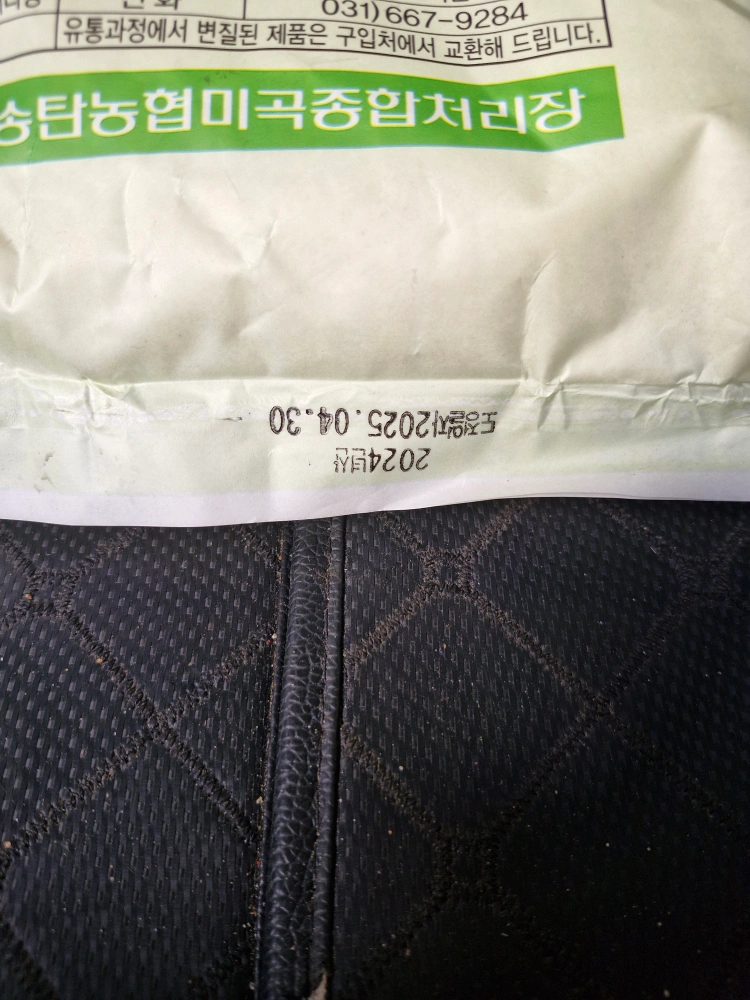 전화
031)667-9284
유통과정에서 변질된 제품은 구입처에서 교환해 드립니다.
송탄농협미곡종합처리장
도정일자2025.04.30
2024년산